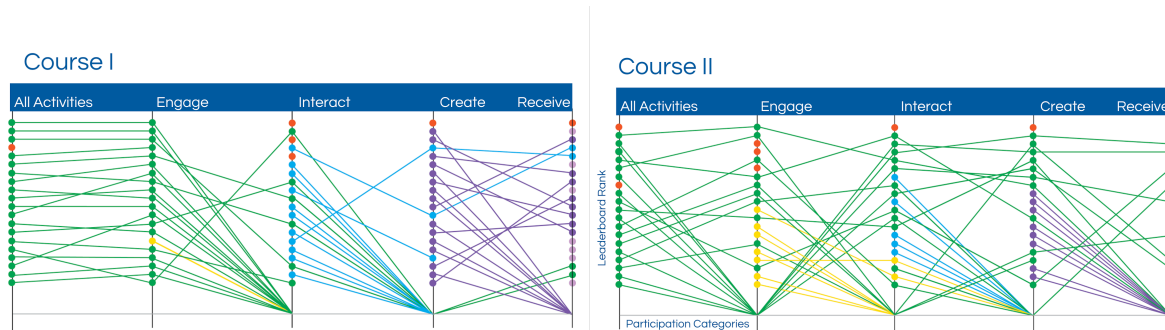 Course I
All Activities Engage Interact Create Receive
Course II
All Activities Engage Interact Create Receive
Leaderboard Rank
Participation Categories